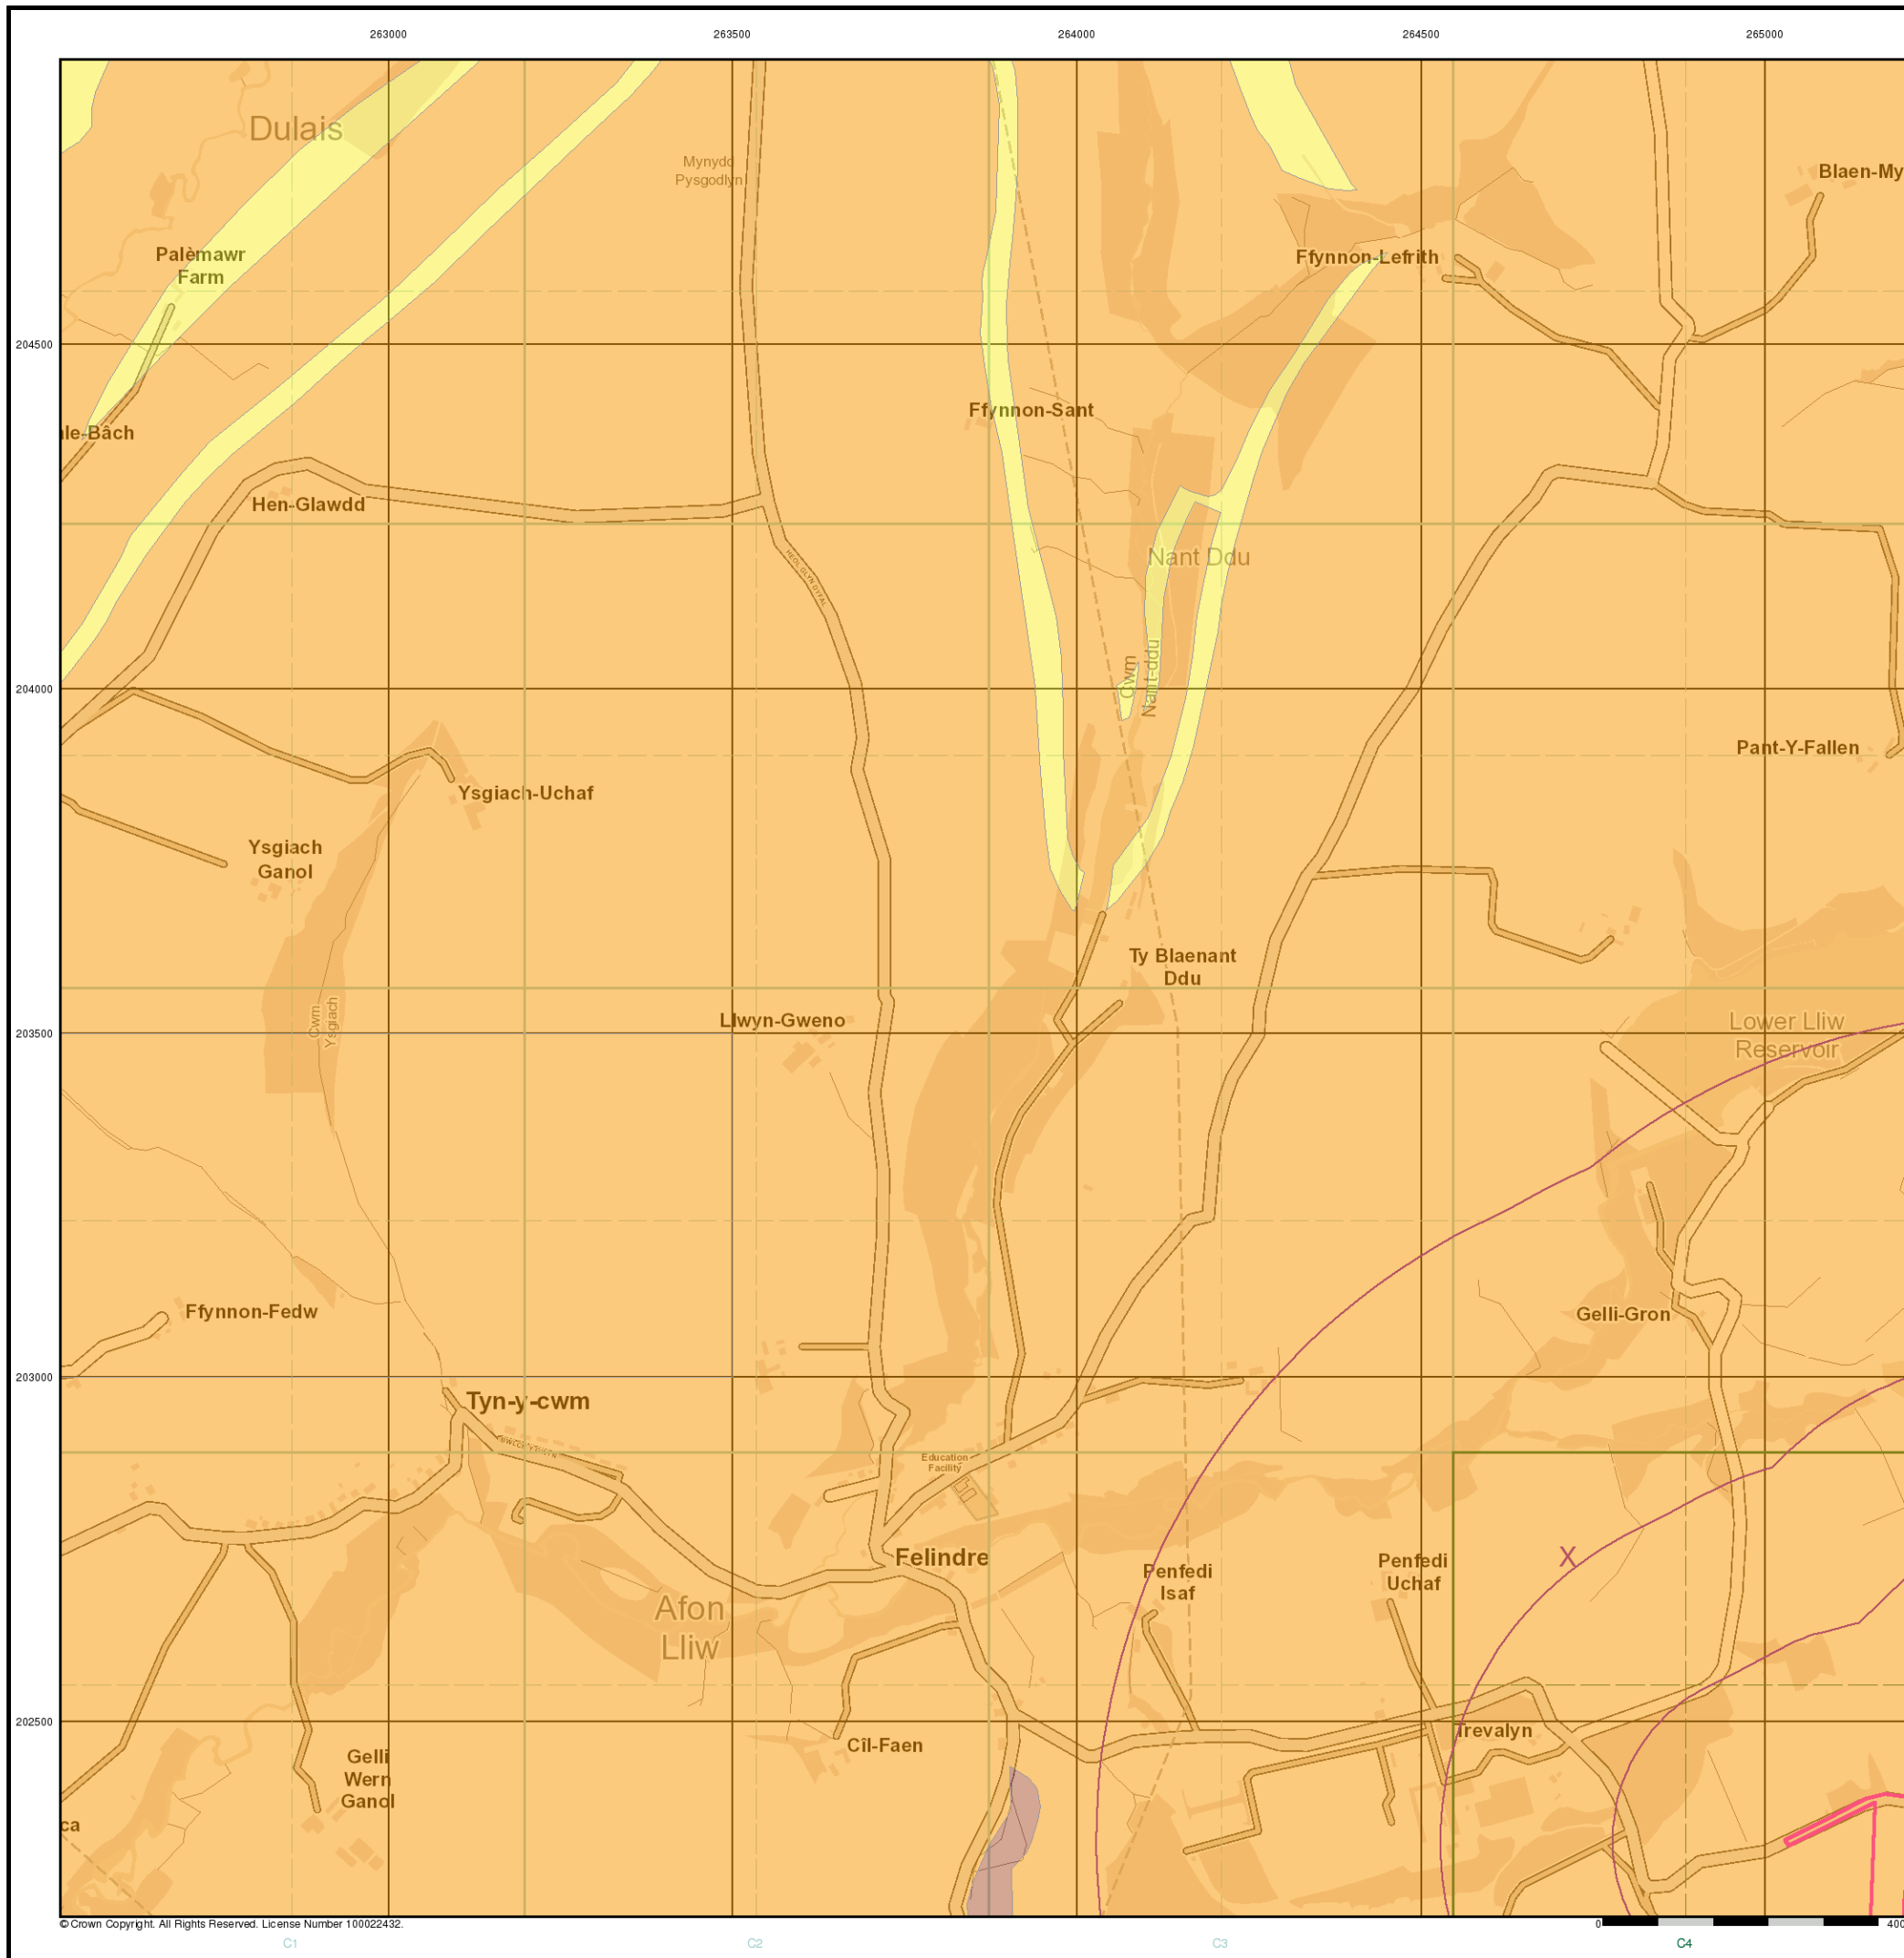 263000 263500 264000 264500 265000
Dulais
Mynydd
Pysgodlyn
Blaen-My
Palèmawr
Farm
Ffynnon-Lefrith
204500
Ffynnon-Sant
le-Bâch
Hen-Glawdd
HEOL GLYN DYFAL
Nant Ddu
Cwm
Nant-ddu
204000
Pant-Y-Fallen
Ysgiach-Uchaf
Ysgiach
Ganol
Ty Blaenant
Ddu
Llwyn-Gweno
Cwm
Ysgiach
203500
Lower Lliw
Reservoir
Ffynnon-Fedw
Gelli-Gron
203000
Tyn-y-cwm
Education
Facility
Felindre
X
Penfedi
Isaf
Penfedi
Uchaf
Afon
Lliw
202500
Trevalyn
Cîl-Faen
Gelli
Wern
Ganol
ca
© Crown Copyright. All Rights Reserved. License Number 100022432.
0 400
C1 C2 C3 C4